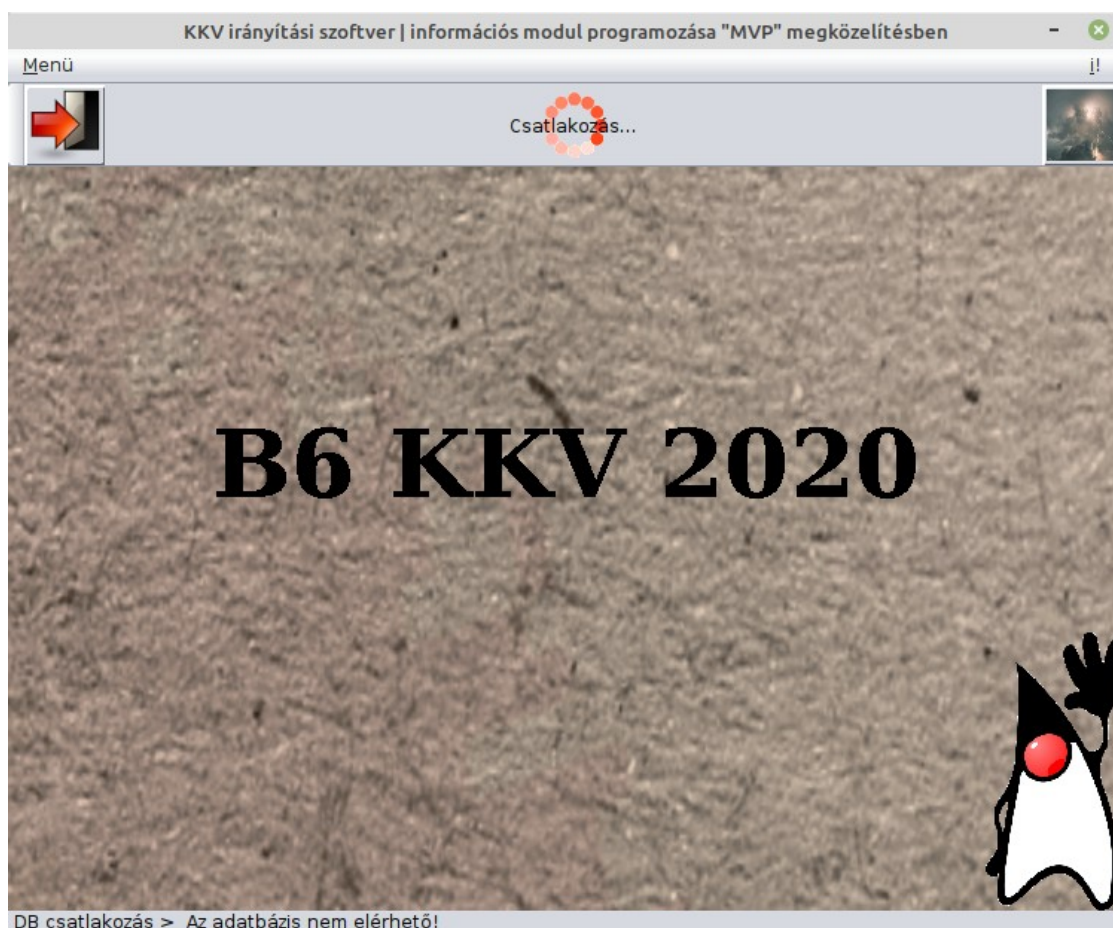 KKV irányítási szoftver | információs modul programozása "MVP" megközelítésben
Menü i!
Csatlakozás...
B6 KKV 2020
DB csatlakozás > Az adatbázis nem elérhető!